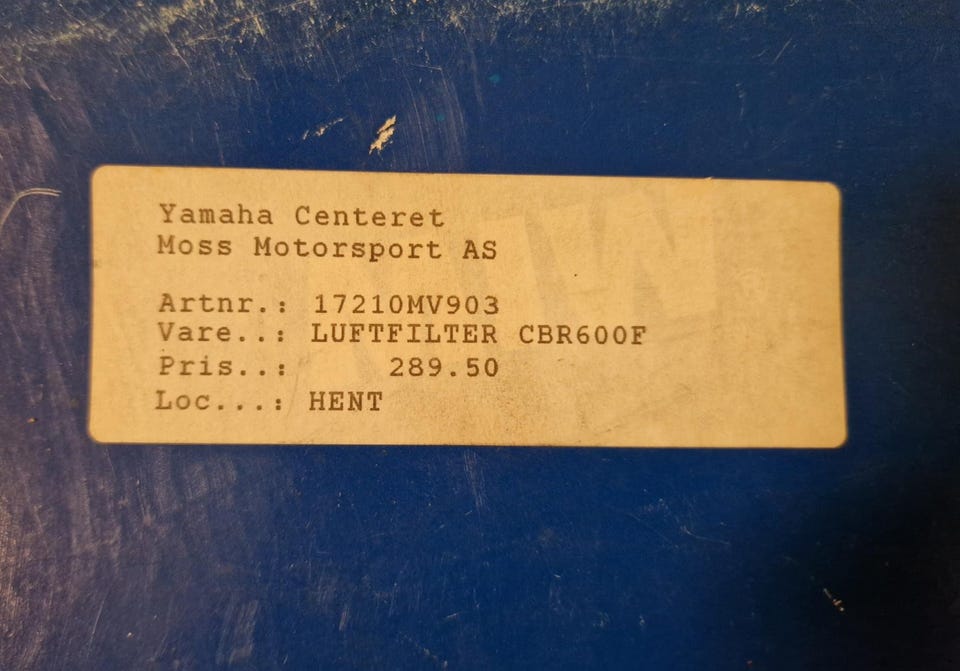 Yamaha Centeret
Moss Motorsport AS
Artnr.: 17210MV903
Vare..: LUFTFILTER CBR600F
Pris..: 289.50
Loc...: HENT